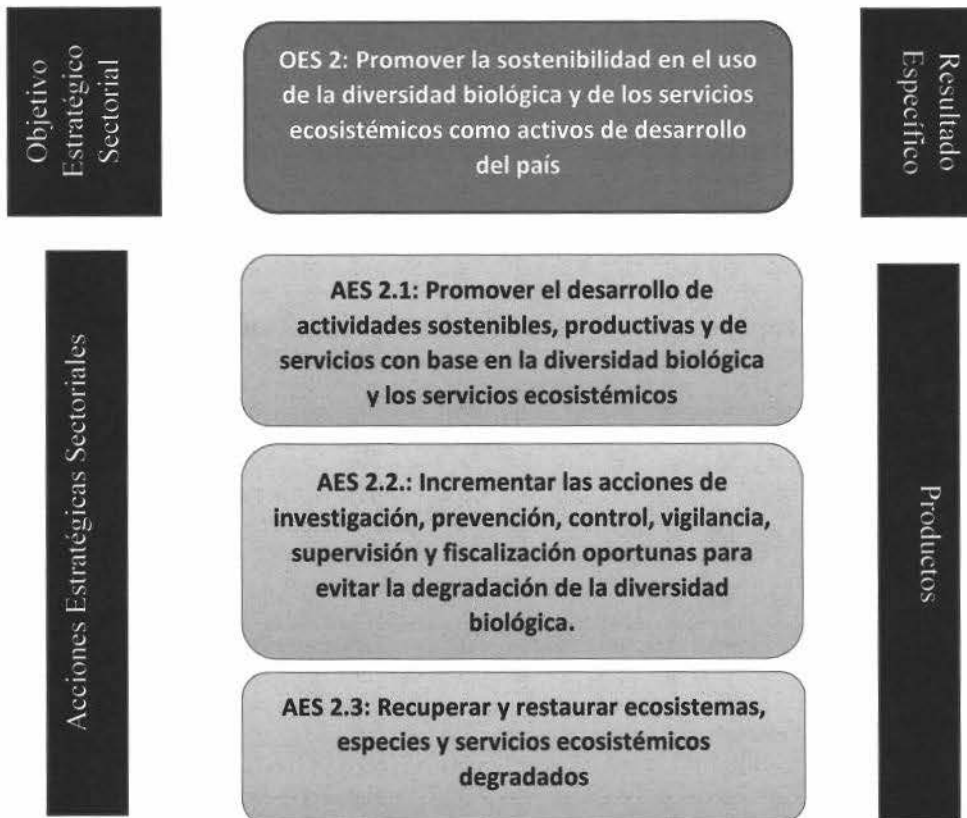 Objetivo
Estratégico
Sectorial
OES 2: Promover la sostenibilidad en el uso
de la diversidad biológica y de los servicios
ecosistémicos como activos de desarrollo
del país
Resultado
Específico
Acciones Estratégicas Sectoriales
AES 2.1: Promover el desarrollo de
actividades sostenibles, productivas y de
servicios con base en la diversidad biológica
y los servicios ecosistémicos
AES 2.2.: Incrementar las acciones de
investigación, prevención, control, vigilancia,
supervisión y fiscalización oportunas para
evitar la degradación de la diversidad
biológica.
AES 2.3: Recuperar y restaurar ecosistemas,
especies y servicios ecosistémicos
degradados
Productos